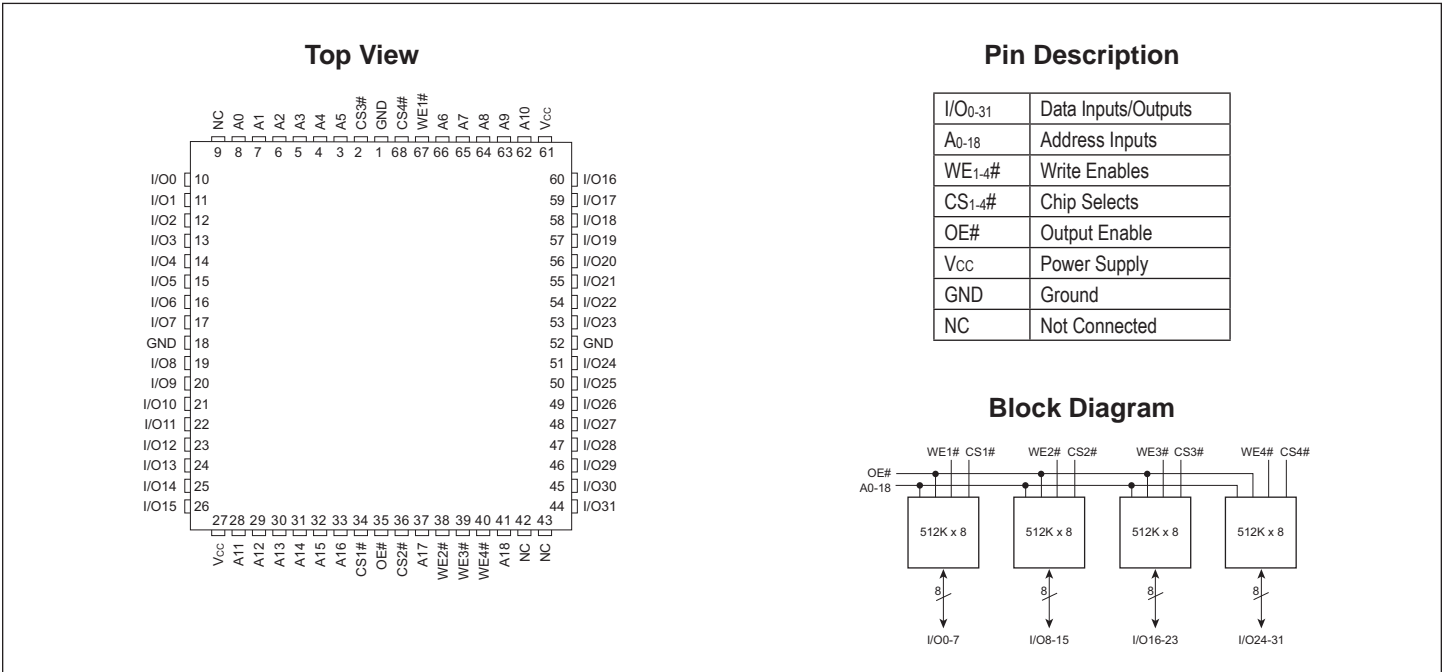 Top View
NC
A0
A1
A2
A3
A4
A5
CS3#
GND
CS4#
WE1#
A6
A7
A8
A9
A10
Vcc
9 8 7 6 5 4 3 2 1 68 67 66 65 64 63 62 61
I/O0 10
I/O1 11
I/O2 12
I/O3 13
I/O4 14
I/O5 15
I/O6 16
I/O7 17
GND 18
I/O8 19
I/O9 20
I/O10 21
I/O11 22
I/O12 23
I/O13 24
I/O14 25
I/O15 26
60 I/O16
59 I/O17
58 I/O18
57 I/O19
56 I/O20
55 I/O21
54 I/O22
53 I/O23
52 GND
51 I/O24
50 I/O25
49 I/O26
48 I/O27
47 I/O28
46 I/O29
45 I/O30
44 I/O31
27 28 29 30 31 32 33 34 35 36 37 38 39 40 41 42 43
Vcc
A11
A12
A13
A14
A15
A16
CS1#
OE#
CS2#
A17
WE2#
WE3#
WE4#
A18
NC
NC
Pin Description
I/O0-31 Data Inputs/Outputs
A0-18 Address Inputs
WE1-4# Write Enables
CS1-4# Chip Selects
OE# Output Enable
Vcc Power Supply
GND Ground
NC Not Connected
Block Diagram
WE1# CS1# WE2# CS2# WE3# CS3# WE4# CS4#
OE#
A0-18
512K x 8 512K x 8 512K x 8 512K x 8
8 8 8 8
I/O0-7 I/O8-15 I/O16-23 I/O24-31